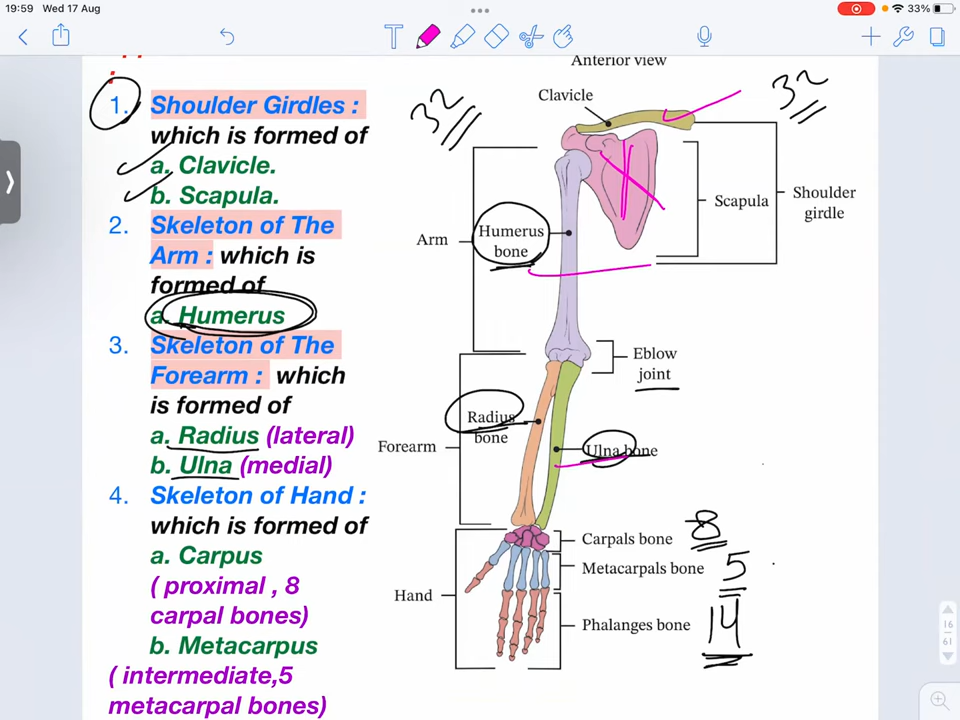 19:59 Wed 17 Aug
33%
T
:
1. Shoulder Girdles :
which is formed of
a. Clavicle.
b. Scapula.
2. Skeleton of The
Arm : which is
formed of
a. Humerus
3. Skeleton of The
Forearm : which
is formed of
a. Radius (lateral)
b. Ulna (medial)
4. Skeleton of Hand :
which is formed of
a. Carpus
( proximal , 8
carpal bones)
b. Metacarpus
( intermediate,5
metacarpal bones)
Anterior view
Clavicle
32
32
Scapula
Shoulder
girdle
Arm
Humerus
bone
Eblow
joint
Radius
bone
Forearm
Ulna bone
Carpals bone 8
Metacarpals bone 5
Hand
Phalanges bone 14
16
61